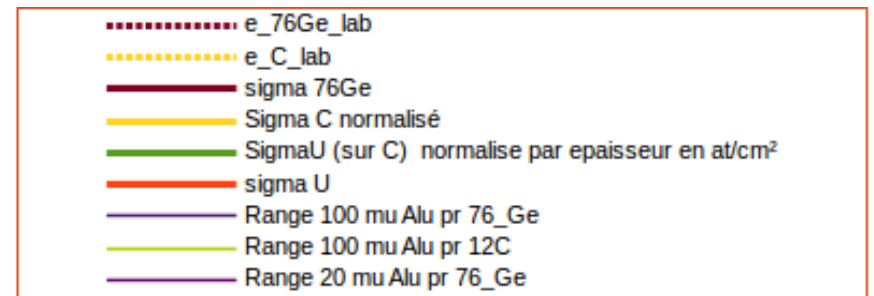 e_76Ge_lab
e_C_lab
sigma 76Ge
Sigma C normalisé
SigmaU (sur C) normalise par epaisseur en at/cm²
sigma U
Range 100 mu Alu pr 76_Ge
Range 100 mu Alu pr 12C
Range 20 mu Alu pr 76_Ge